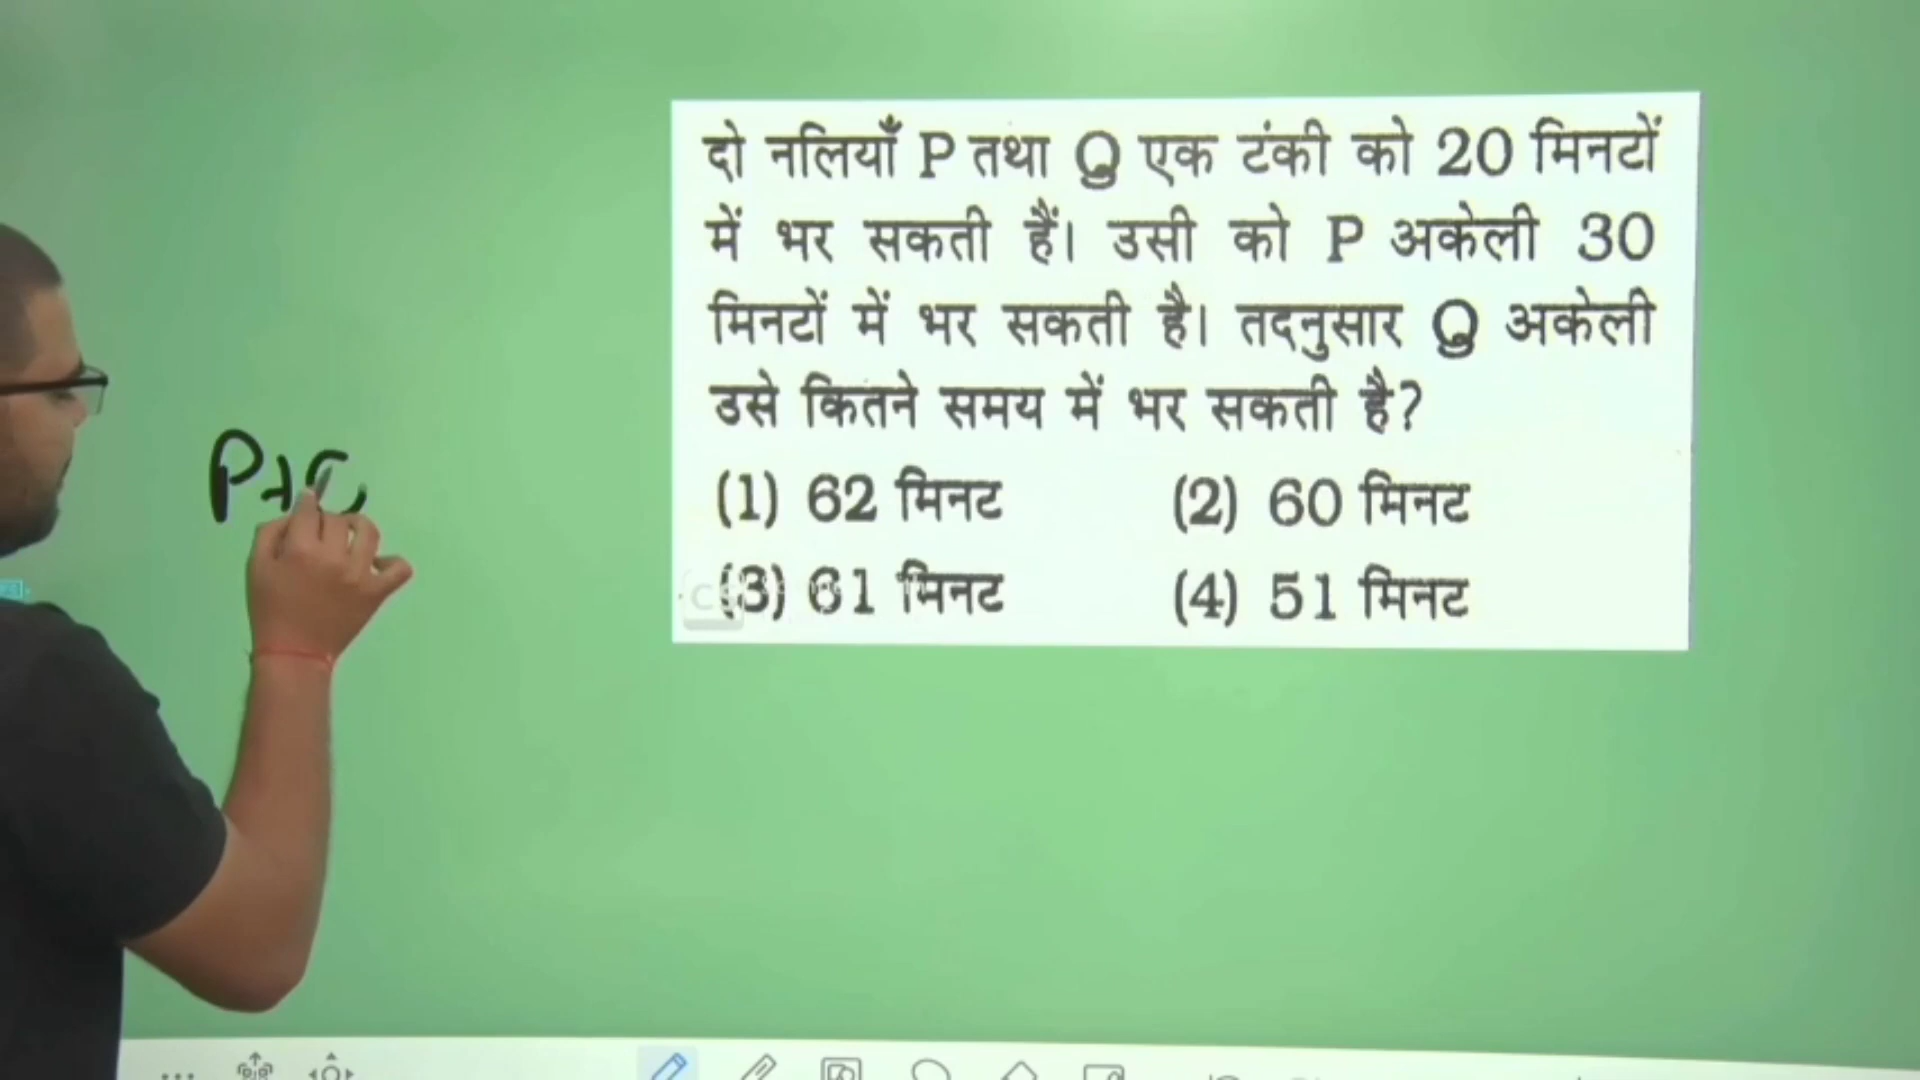 दो नलियाँ P तथा Q एक टंकी को 20 मिनटों
में भर सकती हैं। उसी को P अकेली 30
मिनटों में भर सकती है। तद्नुसार Q अकेली
उसे कितने समय में भर सकती है?
(1) 62 मिनट (2) 60 मिनट
(3) 61 मिनट (4) 51 मिनट
P+